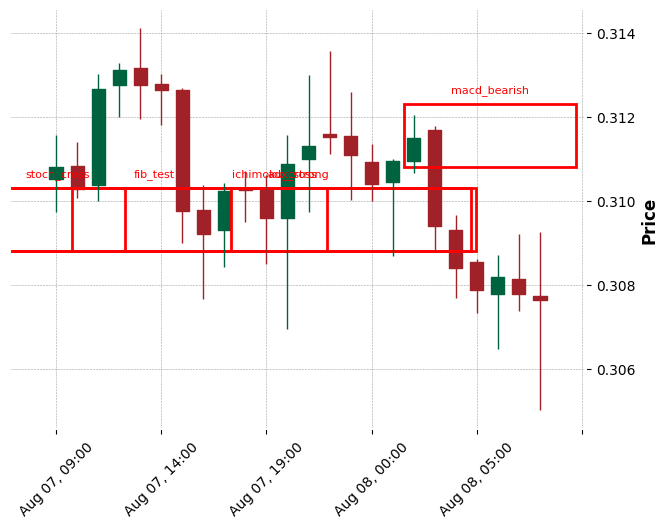 0.314
macd_bearish
0.312
fib_test
0.310
Price
0.308
0.306
Aug 07, 09:00
Aug 07, 14:00
Aug 07, 19:00
Aug 08, 00:00
Aug 08, 05:00